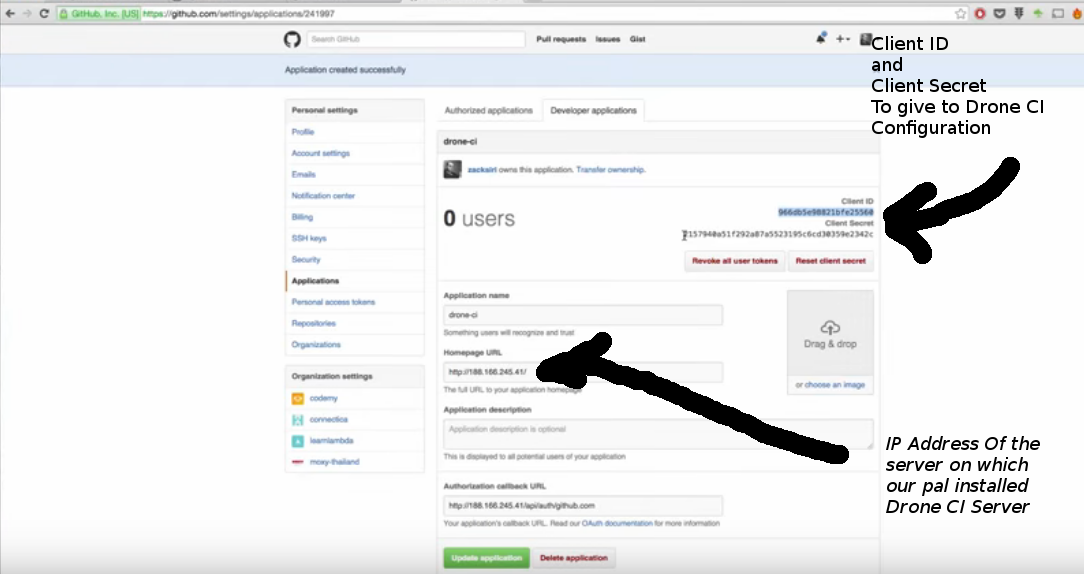 GitHub, Inc. [US] https://github.com/settings/applications/241997
Search GitHub
Pull requests Issues Gist
Client ID
and
Client Secret
To give to Drone CI
Configuration
Application created successfully
Personal settings
Profile
Account settings
Emails
Notification center
Billing
SSH keys
Security
Applications
Personal access tokens
Repositories
Organizations
Organization settings
codemy
connectica
learnlambda
moxy-thailand
Authorized applications Developer applications
drone-ci
zackairi owns this application. Transfer ownership.
0 users
Client ID
966db5e98821bfe25560
Client Secret
Revoke all user tokens Reset client secret
Application name
drone-ci
Something users will recognize and trust
Homepage URL
http://188.166.245.41/
The full URL to your application homepage
Drag & drop
or choose an image
Application description
Application description is optional
This is displayed to all potential users of your application
Authorization callback URL
http://188.166.245.41/api/auth/github.com
Your application's callback URL. Read our OAuth documentation for more information
Update application Delete application
IP Address Of the
server on which
our pal installed
Drone CI Server